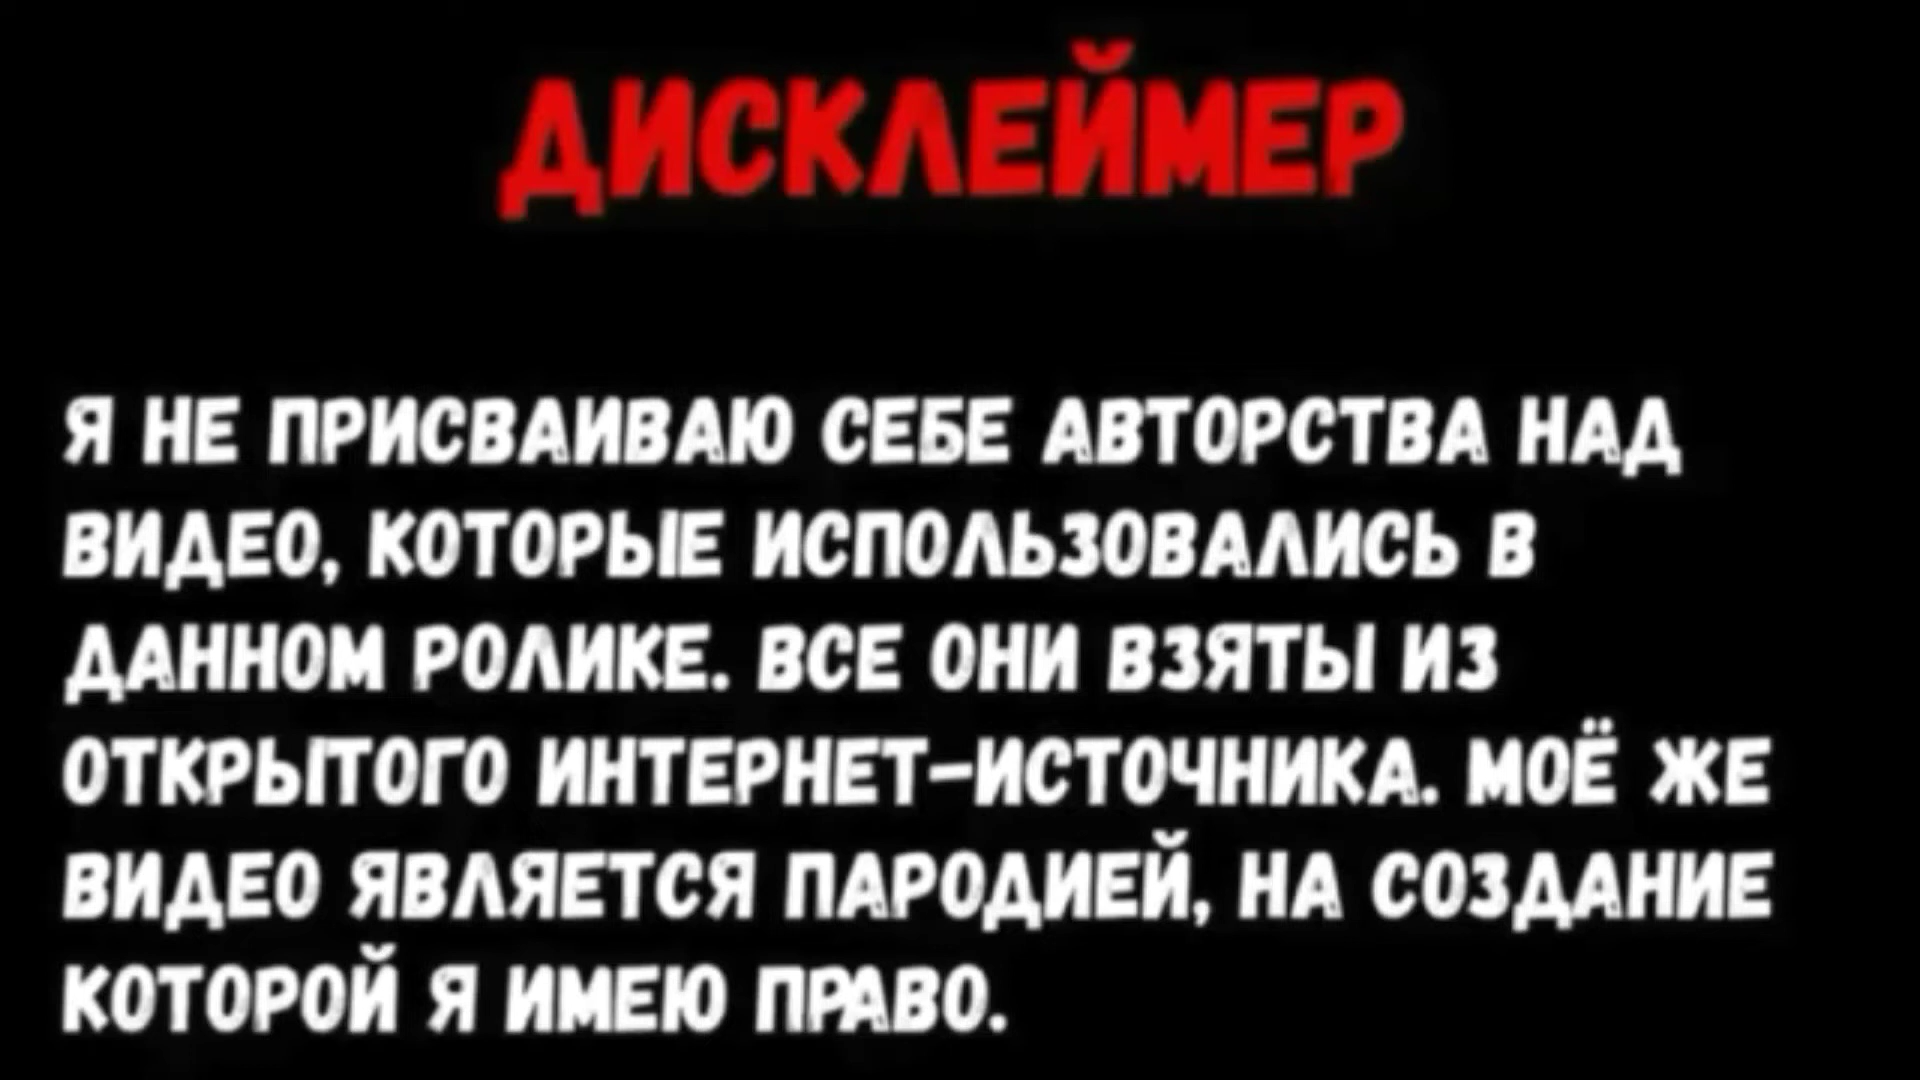 ДИСКЛЕЙМЕР
Я НЕ ПРИСВАИВАЮ СЕБЕ АВТОРСТВА НАД
ВИДЕО, КОТОРЫЕ ИСПОЛЬЗОВАЛИСЬ В
ДАННОМ РОЛИКЕ. ВСЕ ОНИ ВЗЯТЫ ИЗ
ОТКРЫТОГО ИНТЕРНЕТ-ИСТОЧНИКА. МОЁ ЖЕ
ВИДЕО ЯВЛЯЕТСЯ ПАРОДИЕЙ, НА СОЗДАНИЕ
КОТОРОЙ Я ИМЕЮ ПРАВО.